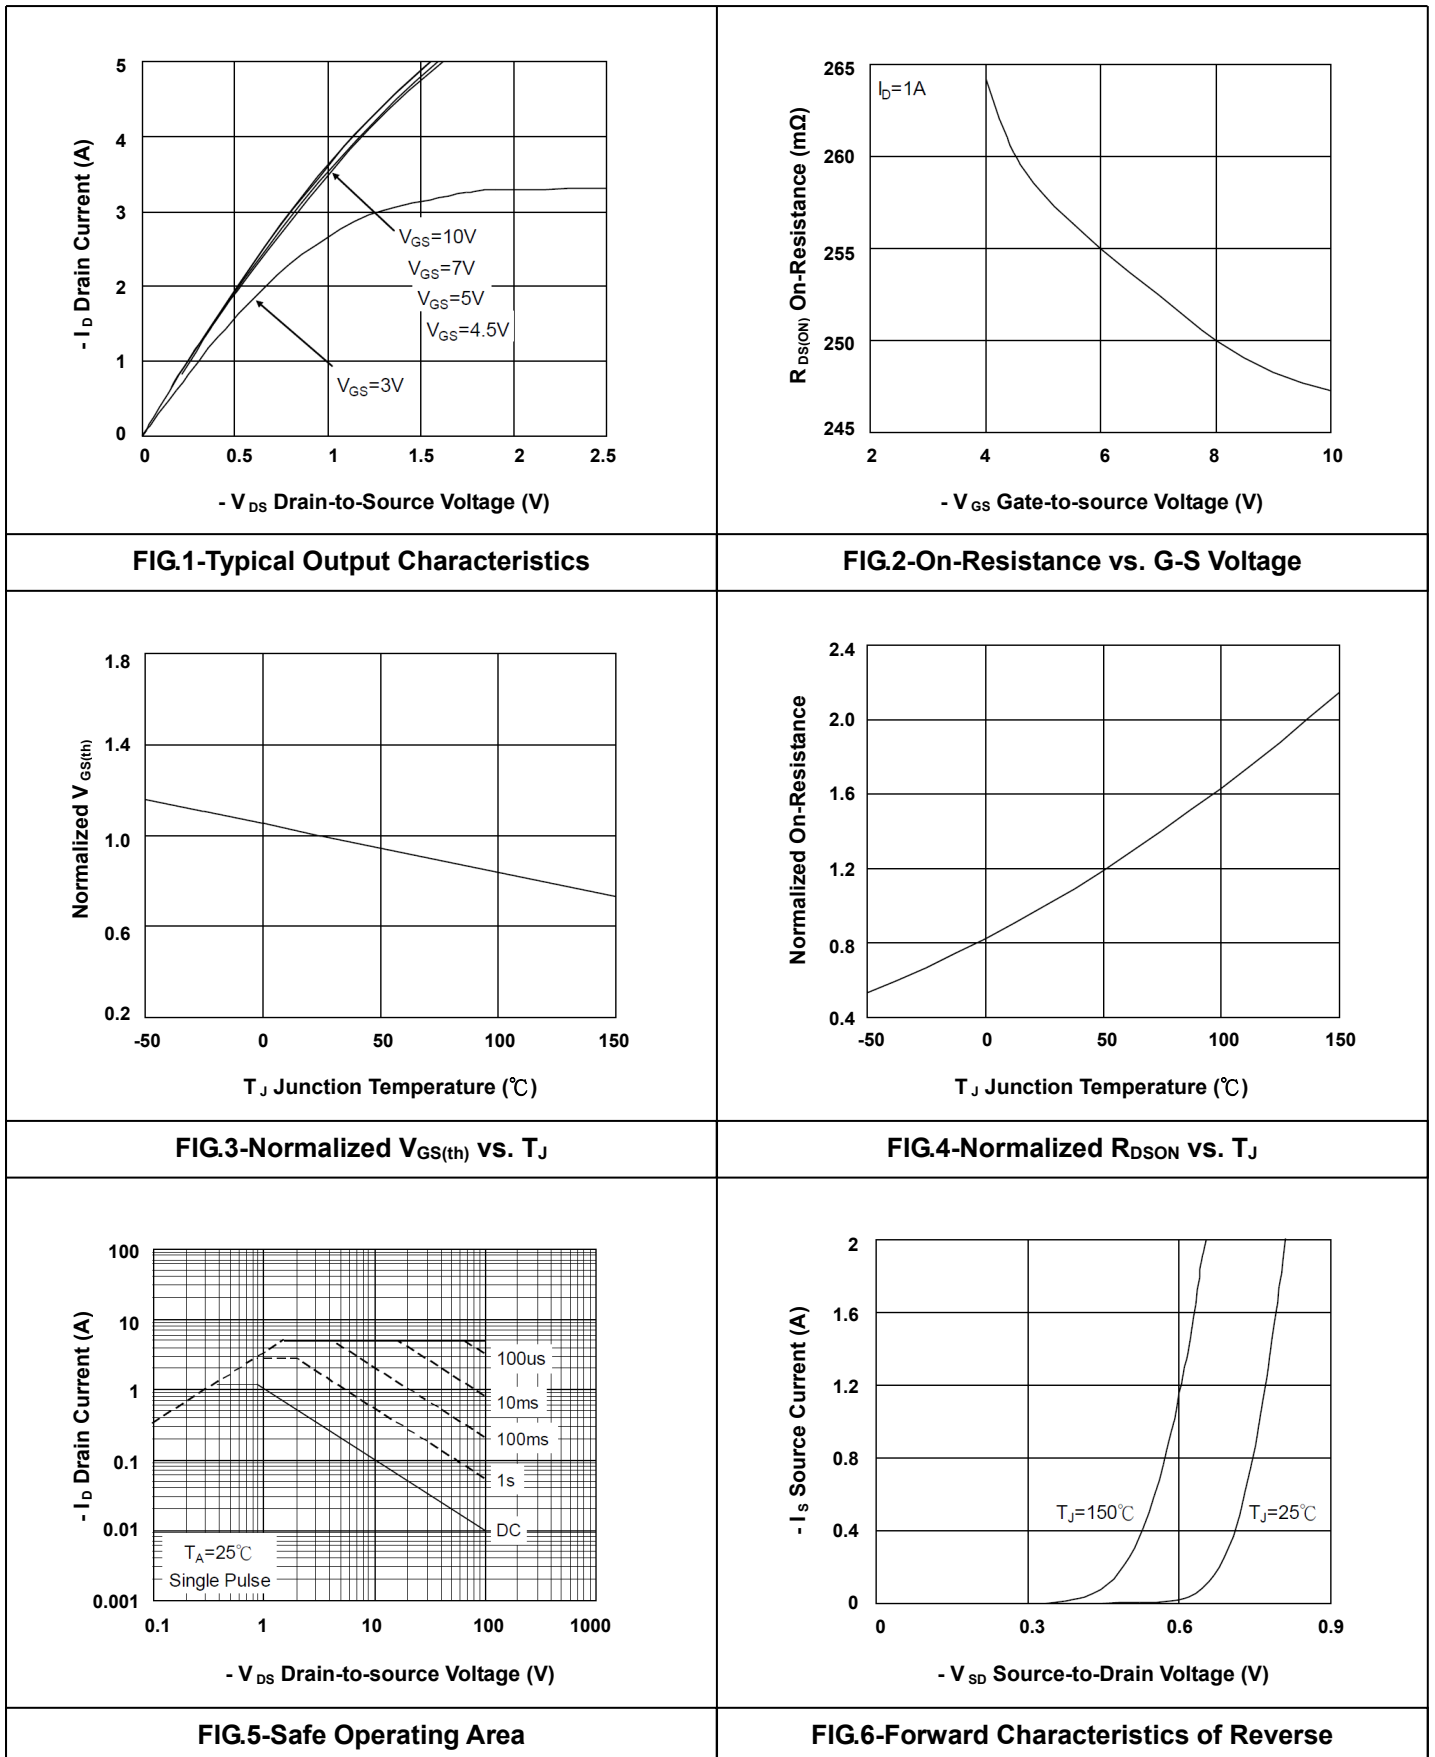 - I D Drain Current (A)
5
4
3
2
1
0
0
0.5
1
1.5
2
2.5
VGS=10V
VGS=7V
VGS=5V
VGS=4.5V
VGS=3V
- V DS Drain-to-Source Voltage (V)
FIG.1-Typical Output Characteristics
R DS(ON) On-Resistance (mΩ)
265
260
255
250
245
ID=1A
2
4
6
8
10
- V GS Gate-to-source Voltage (V)
FIG.2-On-Resistance vs. G-S Voltage
Normalized V GS(th)
1.8
1.4
1.0
0.6
0.2
-50
0
50
100
150
T J Junction Temperature (℃)
FIG.3-Normalized VGS(th) vs. TJ
Normalized On-Resistance
2.4
2.0
1.6
1.2
0.8
0.4
-50
0
50
100
150
T J Junction Temperature (℃)
FIG.4-Normalized RDSON vs. TJ
- I D Drain Current (A)
100
10
1
0.1
0.01
0.001
100us
10ms
100ms
1s
DC
TA=25℃
Single Pulse
0.1
1
10
100
1000
- V DS Drain-to-source Voltage (V)
FIG.5-Safe Operating Area
- I S Source Current (A)
2
1.6
1.2
0.8
0.4
0
TJ=150℃
TJ=25℃
0
0.3
0.6
0.9
- V SD Source-to-Drain Voltage (V)
FIG.6-Forward Characteristics of Reverse